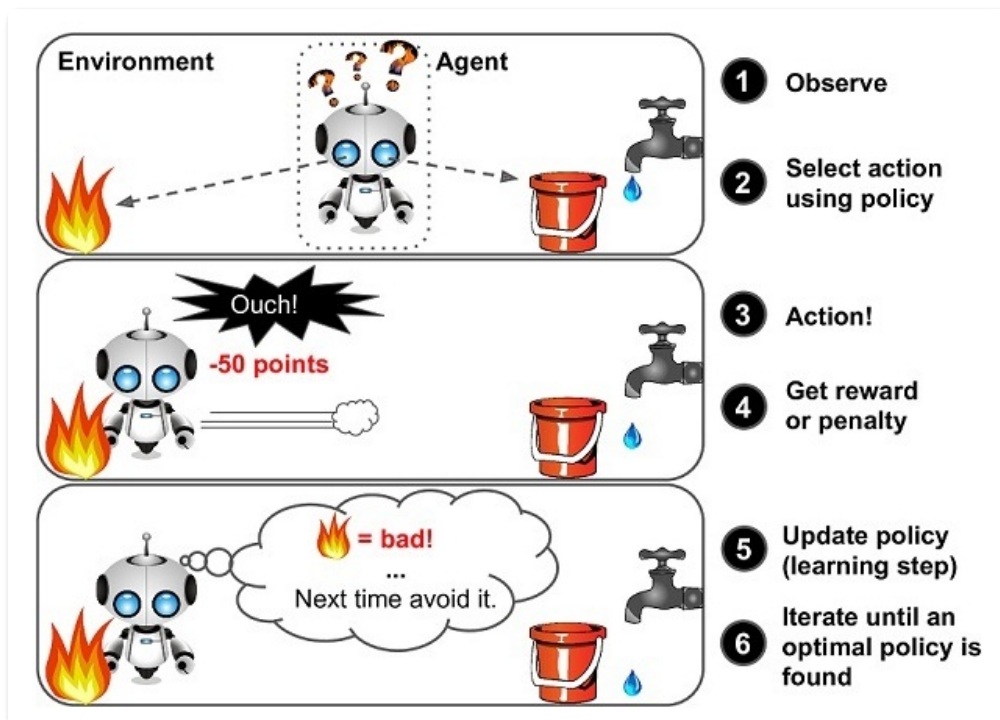 Environment
Agent
? ? ?
1 Observe
2 Select action
using policy
Ouch!
-50 points
3 Action!
4 Get reward
or penalty
= bad!
...
Next time avoid it.
5 Update policy
(learning step)
6 Iterate until an
optimal policy is
found